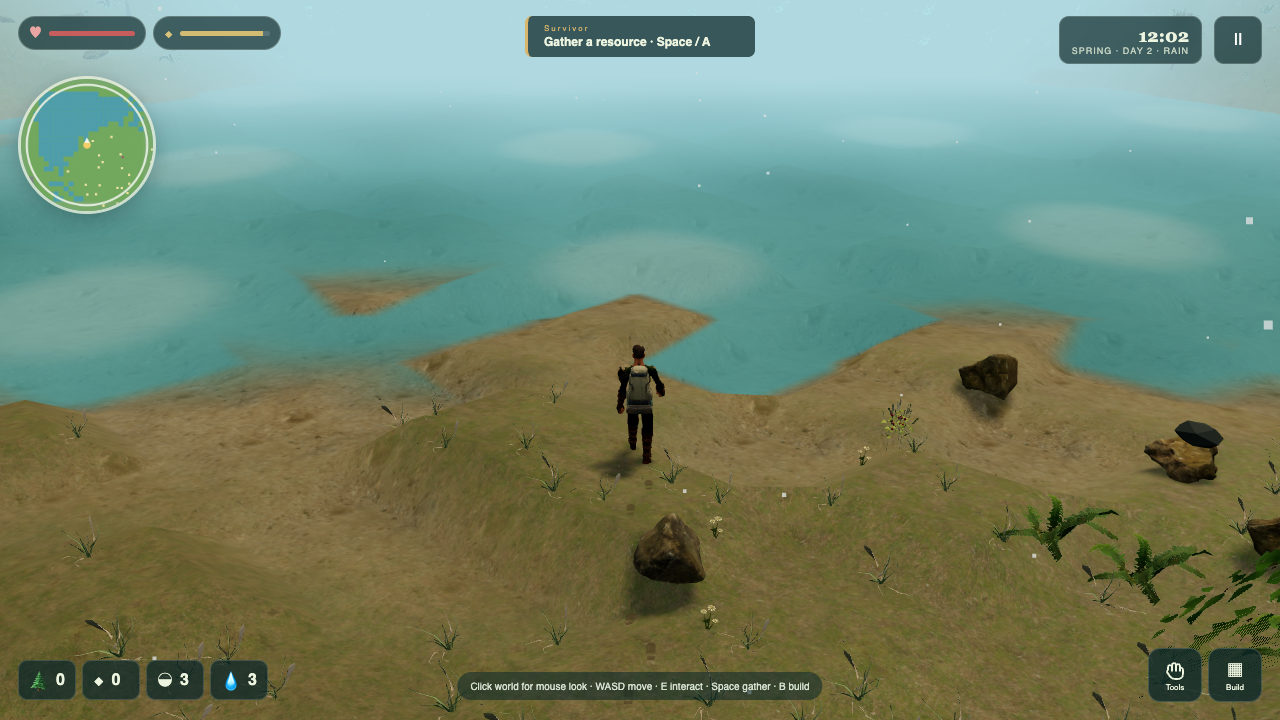 Survivor
Gather a resource · Space / A
12:02
SPRING · DAY 2 · RAIN
0
0
3
3
Click world for mouse look · WASD move · E interact · Space gather · B build
Tools
Build